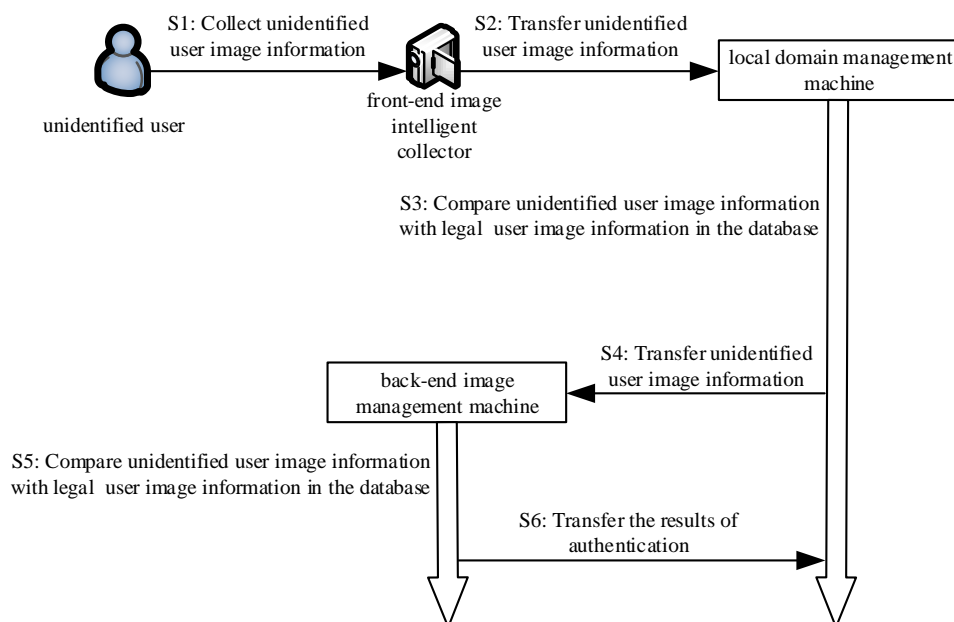 S1: Collect unidentified
user image information
S2: Transfer unidentified
user image information
local domain management
machine
unidentified user
front-end image
intelligent
collector
S3: Compare unidentified user image information
with legal user image information in the database
S4: Transfer unidentified
user image information
back-end image
management machine
S5: Compare unidentified user image information
with legal user image information in the database
S6: Transfer the results of
authentication